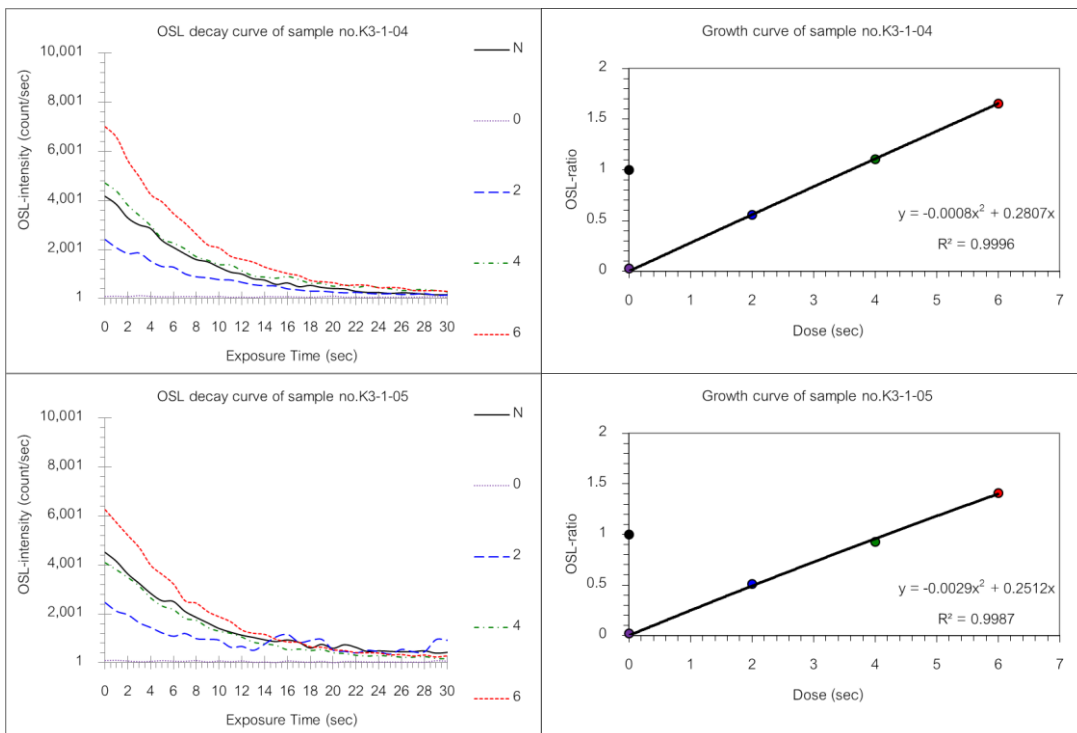 OSL decay curve of sample no.K3-1-04
10,001
8,001
6,001
4,001
2,001
1
OSL-intensity (count/sec)
0 2 4 6 8 10 12 14 16 18 20 22 24 26 28 30
Exposure Time (sec)
N
0
2
4
6
Growth curve of sample no.K3-1-04
2
1.5
1
0.5
0
OSL-ratio
y = -0.0008x² + 0.2807x
R² = 0.9996
0 1 2 3 4 5 6 7
Dose (sec)
OSL decay curve of sample no.K3-1-05
10,001
8,001
6,001
4,001
2,001
1
OSL-intensity (count/sec)
0 2 4 6 8 10 12 14 16 18 20 22 24 26 28 30
Exposure Time (sec)
N
0
2
4
6
Growth curve of sample no.K3-1-05
2
1.5
1
0.5
0
OSL-ratio
y = -0.0029x² + 0.2512x
R² = 0.9987
0 1 2 3 4 5 6 7
Dose (sec)